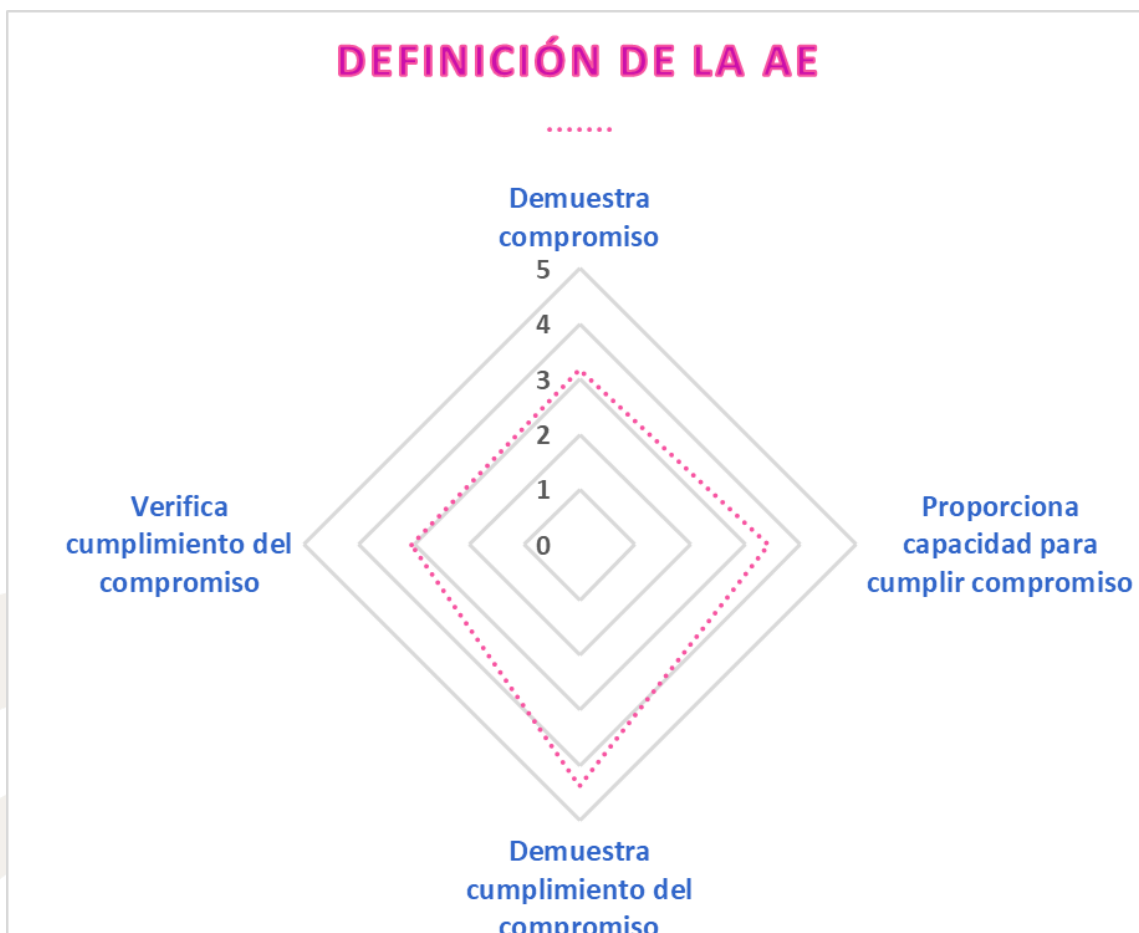 DEFINICIÓN DE LA AE
Demuestra
compromiso
5
4
3
2
1
0
Verifica
cumplimiento del
compromiso
Proporciona
capacidad para
cumplir compromiso
Demuestra
cumplimiento del
compromiso